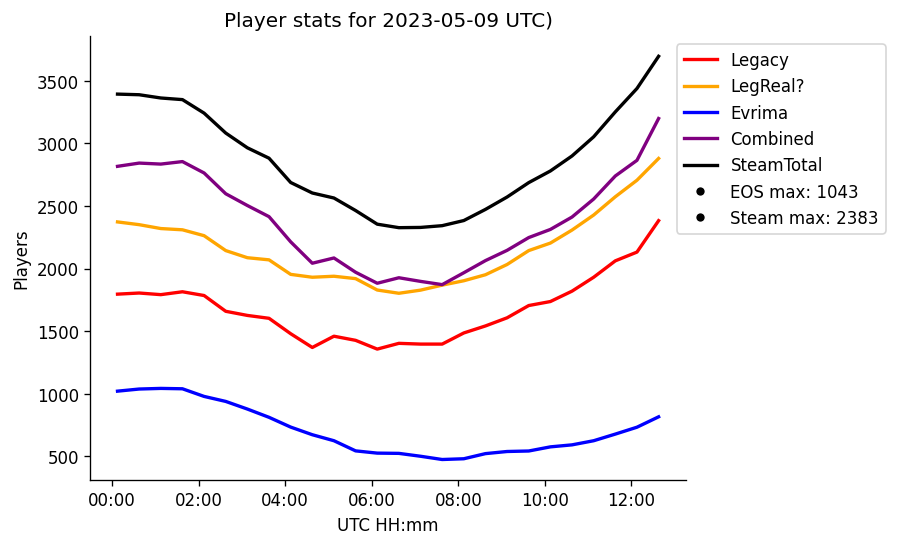 Player stats for 2023-05-09 UTC)
Players
3500
3000
2500
2000
1500
1000
500
00:00 02:00 04:00 06:00 08:00 10:00 12:00
UTC HH:mm
Legacy
LegReal?
Evrima
Combined
SteamTotal
EOS max: 1043
Steam max: 2383